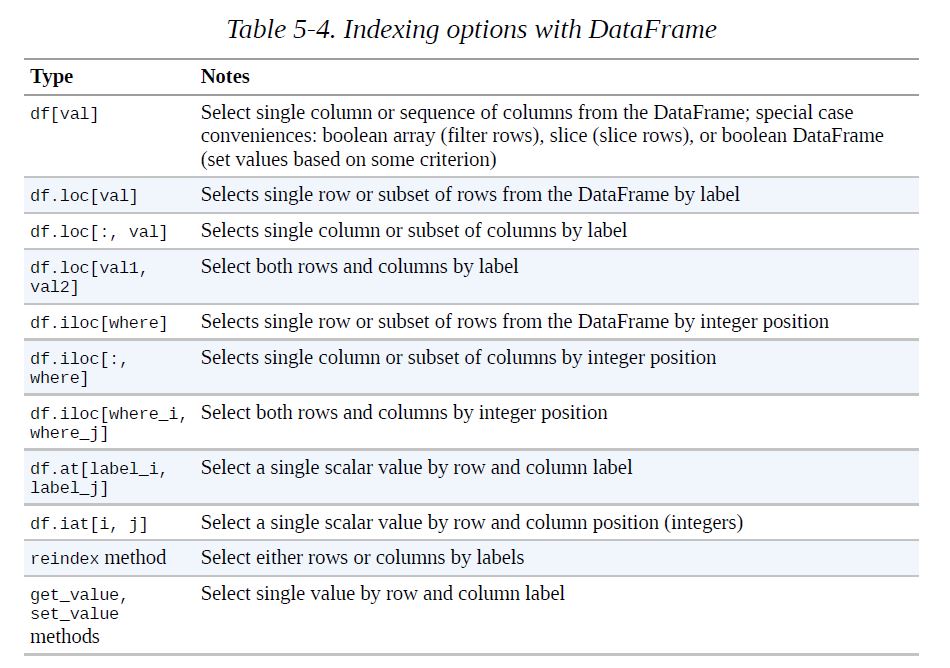 Table 5-4. Indexing options with DataFrame
Type Notes
df[val] Select single column or sequence of columns from the DataFrame; special case
conveniences: boolean array (filter rows), slice (slice rows), or boolean DataFrame
(set values based on some criterion)
df.loc[val] Selects single row or subset of rows from the DataFrame by label
df.loc[:, val] Selects single column or subset of columns by label
df.loc[val1, Select both rows and columns by label
val2]
df.iloc[where] Selects single row or subset of rows from the DataFrame by integer position
df.iloc[:, Selects single column or subset of columns by integer position
where]
df.iloc[where_i, Select both rows and columns by integer position
where_j]
df.at[label_i, Select a single scalar value by row and column label
label_j]
df.iat[i, j] Select a single scalar value by row and column position (integers)
reindex method Select either rows or columns by labels
get_value, Select single value by row and column label
set_value
methods